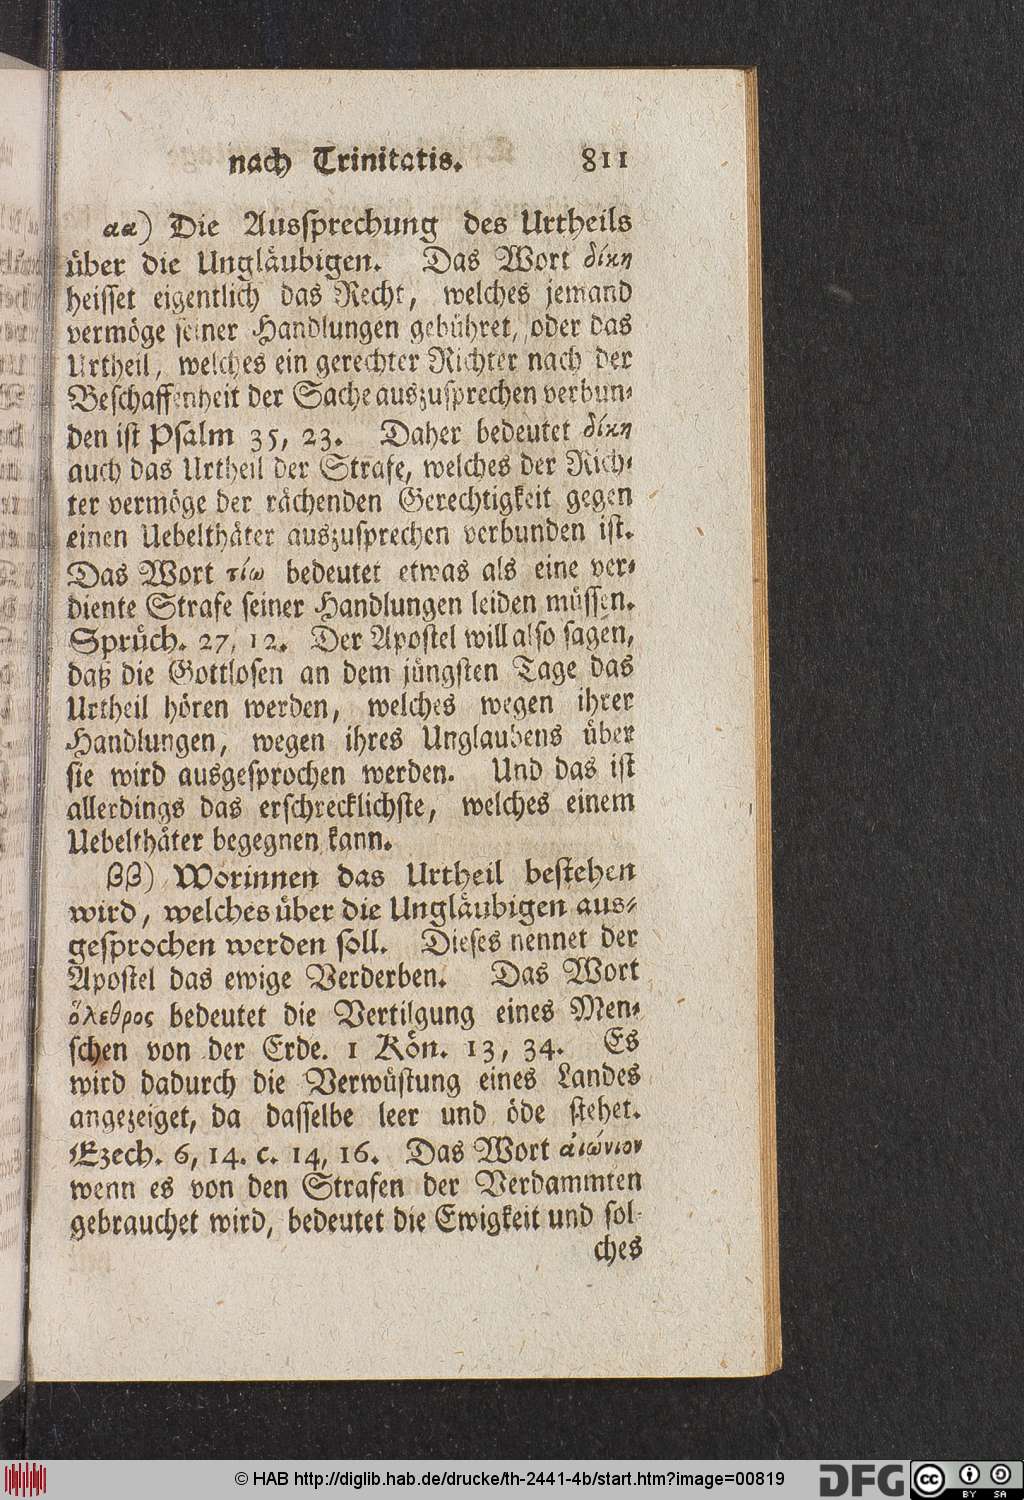 nach Trinitatis. 811
αα) Die Aussprechung des Urtheils
über die Ungläubigen. Das Wort δίκη
heisset eigentlich das Recht, welches jemand
vermöge seiner Handlungen gebühret, oder das
Urtheil, welches ein gerechter Richter nach der
Beschaffenheit der Sache auszusprechen verbun-
den ist Psalm 35, 23. Daher bedeutet δίκη
auch das Urtheil der Strafe, welches der Rich-
ter vermöge der rächenden Gerechtigkeit gegen
einen Uebelthäter auszusprechen verbunden ist.
Das Wort τίω bedeutet etwas als eine ver-
diente Strafe seiner Handlungen leiden müssen.
Sprüch. 27, 12. Der Apostel will also sagen,
daß die Gottlosen an dem jüngsten Tage das
Urtheil hören werden, welches wegen ihrer
Handlungen, wegen ihres Unglaubens über
sie wird ausgesprochen werden. Und das ist
allerdings das erschrecklichste, welches einem
Uebelthäter begegnen kann.
ββ) Worinnen das Urtheil bestehen
wird, welches über die Ungläubigen aus-
gesprochen werden soll. Dieses nennet der
Apostel das ewige Verderben. Das Wort
ὄλεθρος bedeutet die Vertilgung eines Men-
schen von der Erde. 1 Kön. 13, 34. Es
wird dadurch die Verwüstung eines Landes
angezeiget, da dasselbe leer und öde stehet.
Ezech. 6, 14. c. 14, 16. Das Wort αἰώνιον
wenn es von den Strafen der Verdammten
gebrauchet wird, bedeutet die Ewigkeit und sol-
ches
© HAB http://diglib.hab.de/drucke/th-2441-4b/start.htm?image=00819
DFG
cc BY SA